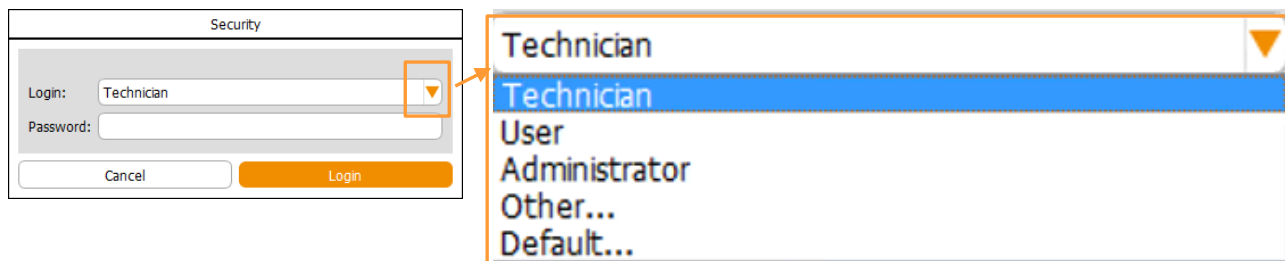 Security
Login: Technician
Password:
Cancel Login
Technician
Technician
User
Administrator
Other...
Default...